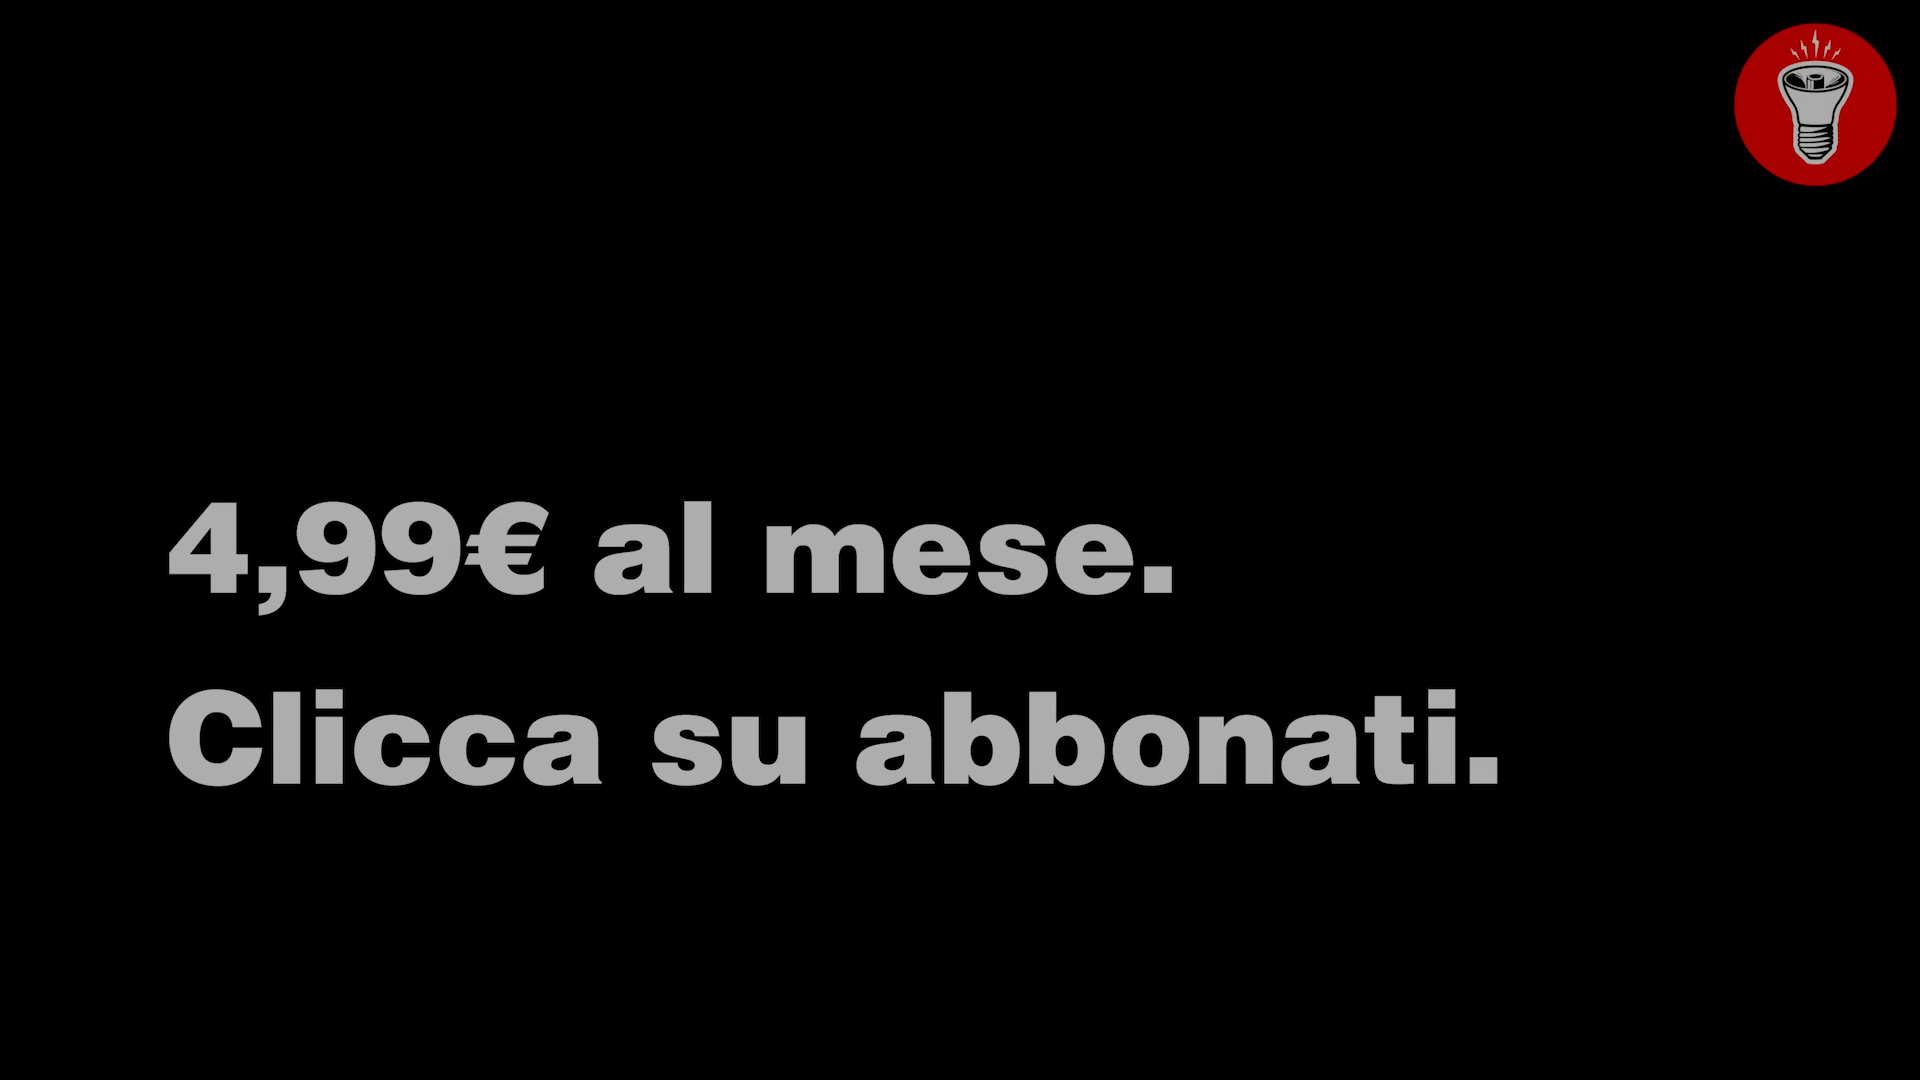 4,99€ al mese.
Clicca su abbonati.